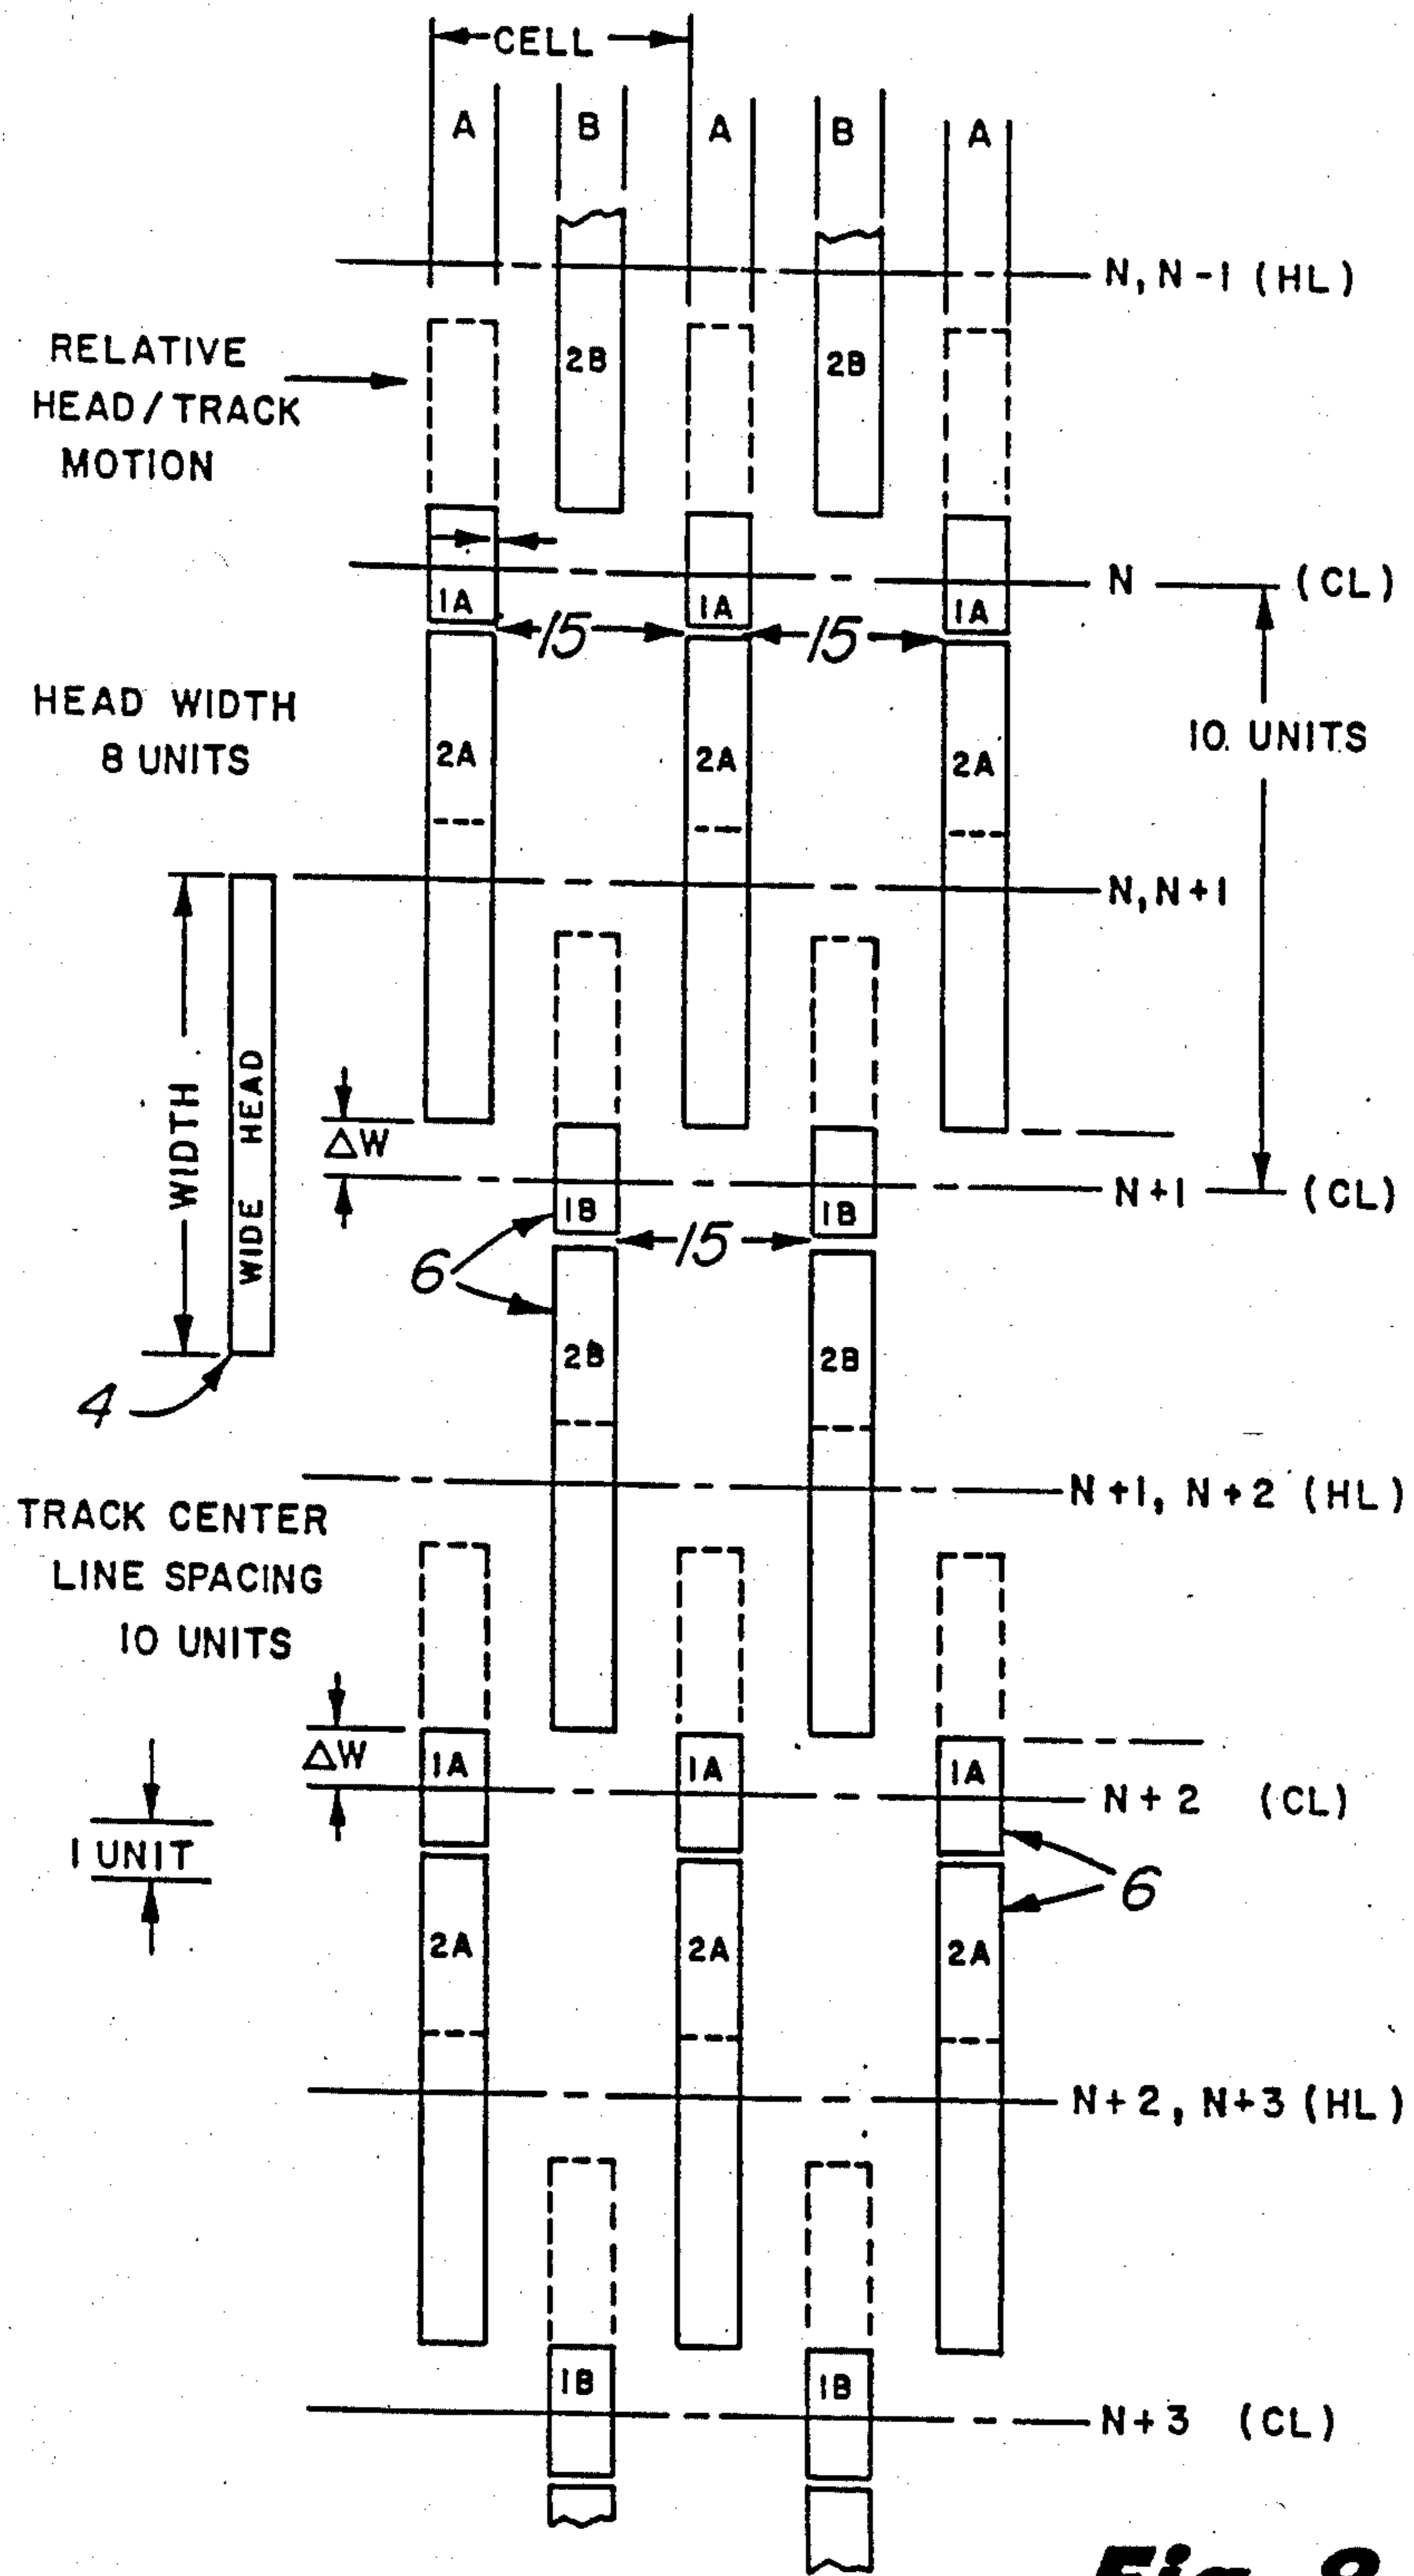 CELL
A B A B A
N, N-1 (HL)
RELATIVE
HEAD/TRACK
MOTION
2B 2B
N (CL)
1A 1A 1A
15 15
HEAD WIDTH
8 UNITS
10. UNITS
2A 2A 2A
N, N+1
WIDTH
WIDE HEAD
△W
N+1 (CL)
1B 1B
15
6
2B 2B
4
N+1, N+2 (HL)
TRACK CENTER
LINE SPACING
10 UNITS
△W
1A 1A 1A
N+2 (CL)
1 UNIT
6
2A 2A 2A
N+2, N+3 (HL)
1B 1B
N+3 (CL)